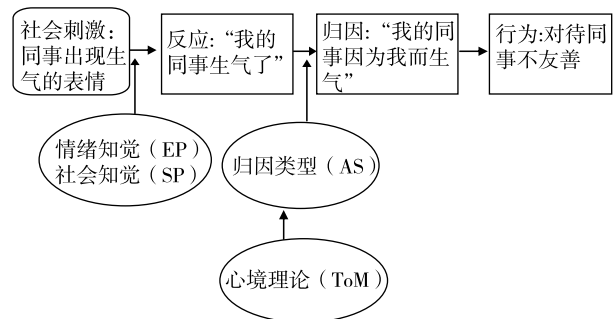 社会刺激：
同事出现生
气的表情
反应：“我的
同事生气了”
归因：“我的同
事因为我而生
气”
行为:对待同
事不友善
情绪知觉（EP）
社会知觉（SP）
归因类型（AS）
心境理论（ToM）